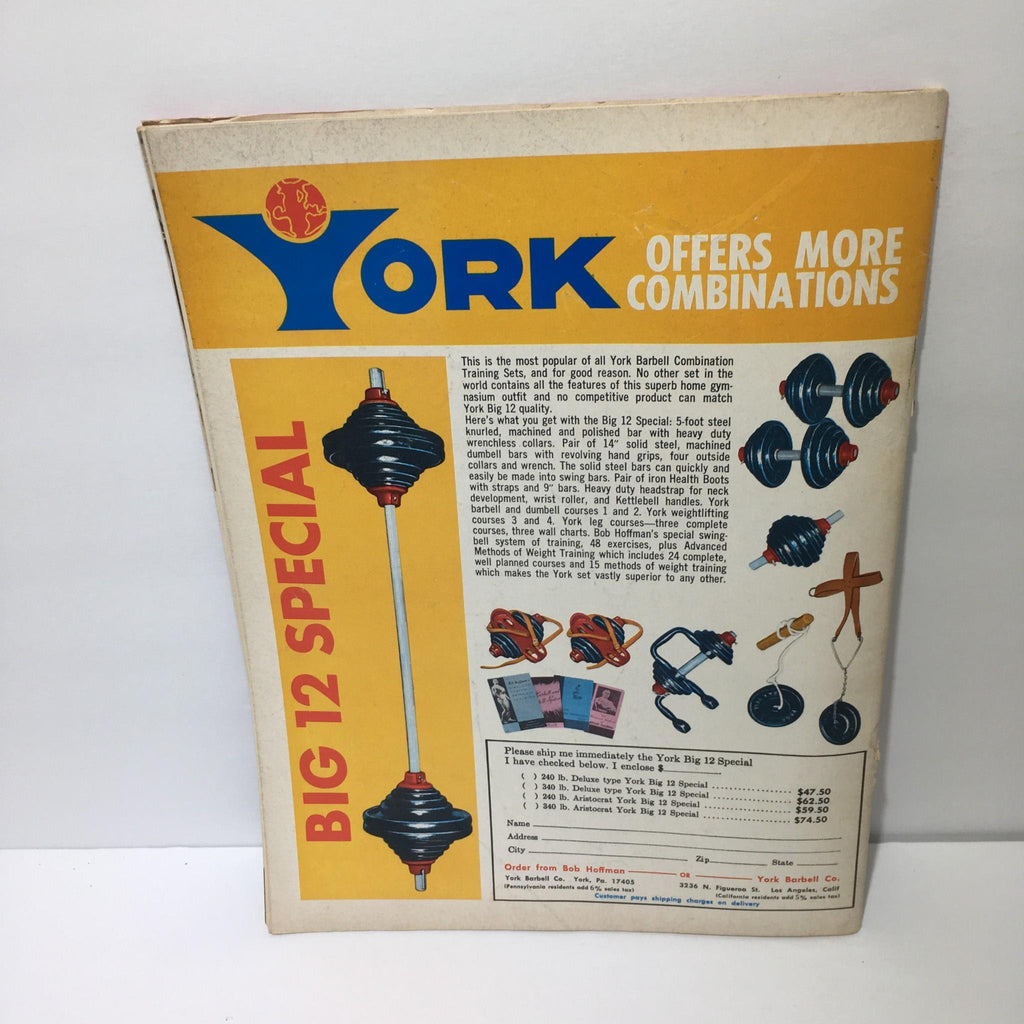 YORK
OFFERS MORE
COMBINATIONS
BIG 12 SPECIAL
This is the most popular of all York Barbell Combination
Training Sets, and for good reason. No other set in the
world contains all the features of this superb home gym-
nasium outfit and no competitive product can match
York Big 12 quality.
Here's what you get with the Big 12 Special: 5-foot steel
knurled, machined and polished bar with heavy duty
wrenchless collars. Pair of 14" solid steel, machined
dumbell bars with revolving hand grips, four outside
collars and wrench. The solid steel bars can quickly and
easily be made into swing bars. Pair of iron Health Boots
with straps and 9" bars. Heavy duty headstrap for neck
development, wrist roller, and Kettlebell handles. York
barbell and dumbell courses 1 and 2. York weightlifting
courses 3 and 4. York leg courses—three complete
courses, three wall charts. Bob Hoffman's special swing-
bell system of training, 48 exercises, plus Advanced
Methods of Weight Training which includes 24 complete,
well planned courses and 15 methods of weight training
which makes the York set vastly superior to any other.
Please ship me immediately the York Big 12 Special
I have checked below. I enclose $
( ) 240 lb. Deluxe type York Big 12 Special .................. $47.50
( ) 340 lb. Deluxe type York Big 12 Special .................. $62.50
( ) 240 lb. Aristocrat York Big 12 Special .................. $59.50
( ) 340 lb. Aristocrat York Big 12 Special .................. $74.50
Name
Address
City Zip State
Order from Bob Hoffman OR York Barbell Co.
York Barbell Co. York, Pa. 17405 3236 N. Figueroa St. Los Angeles, Calif
(Pennsylvania residents add 6% sales tax) (California residents add 5% sales tax)
Customer pays shipping charges on delivery